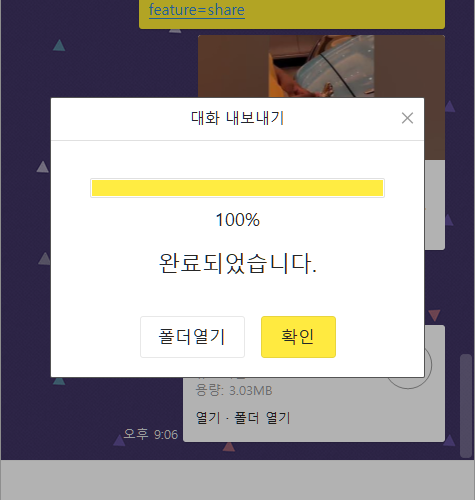 feature=share
대화 내보내기
100%
완료되었습니다.
폴더열기
확인
용량: 3.03MB
열기 · 폴더 열기
오후 9:06